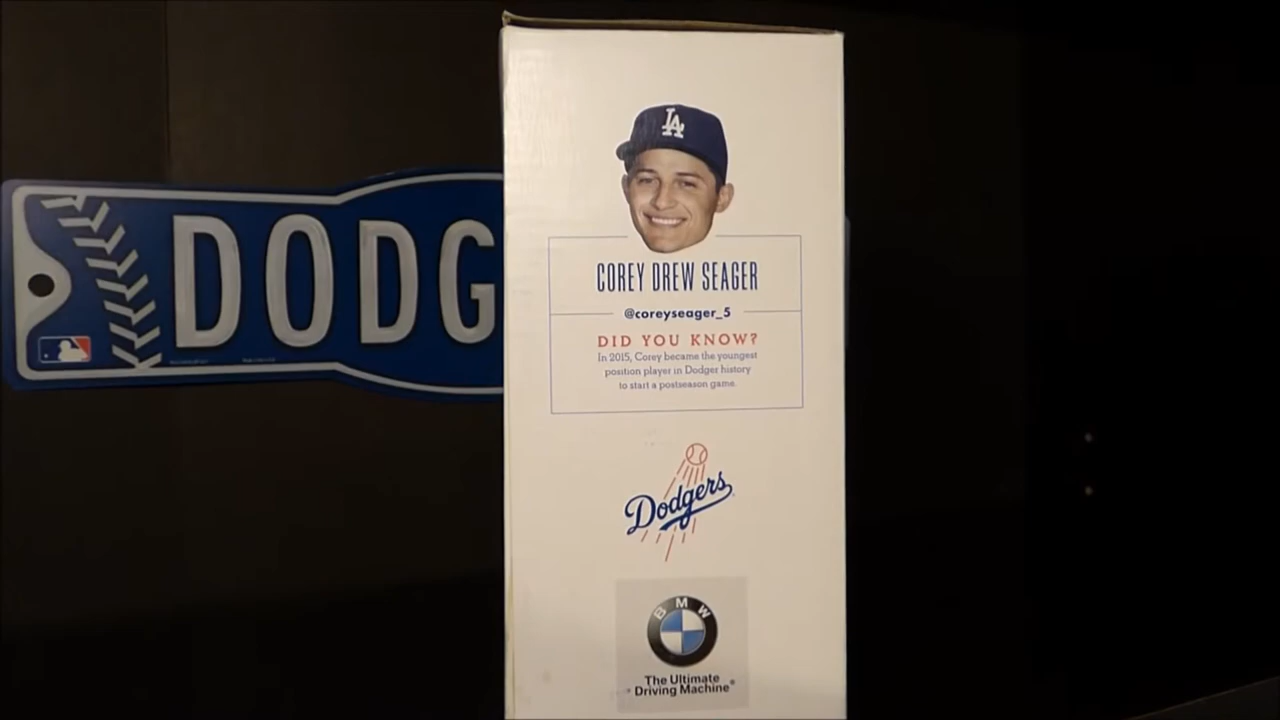 DODG
LA
COREY DREW SEAGER
@coreyseager_5
DID YOU KNOW?
In 2015, Corey became the youngest
position player in Dodger history
to start a postseason game.
Dodgers
BMW
The Ultimate
Driving Machine®